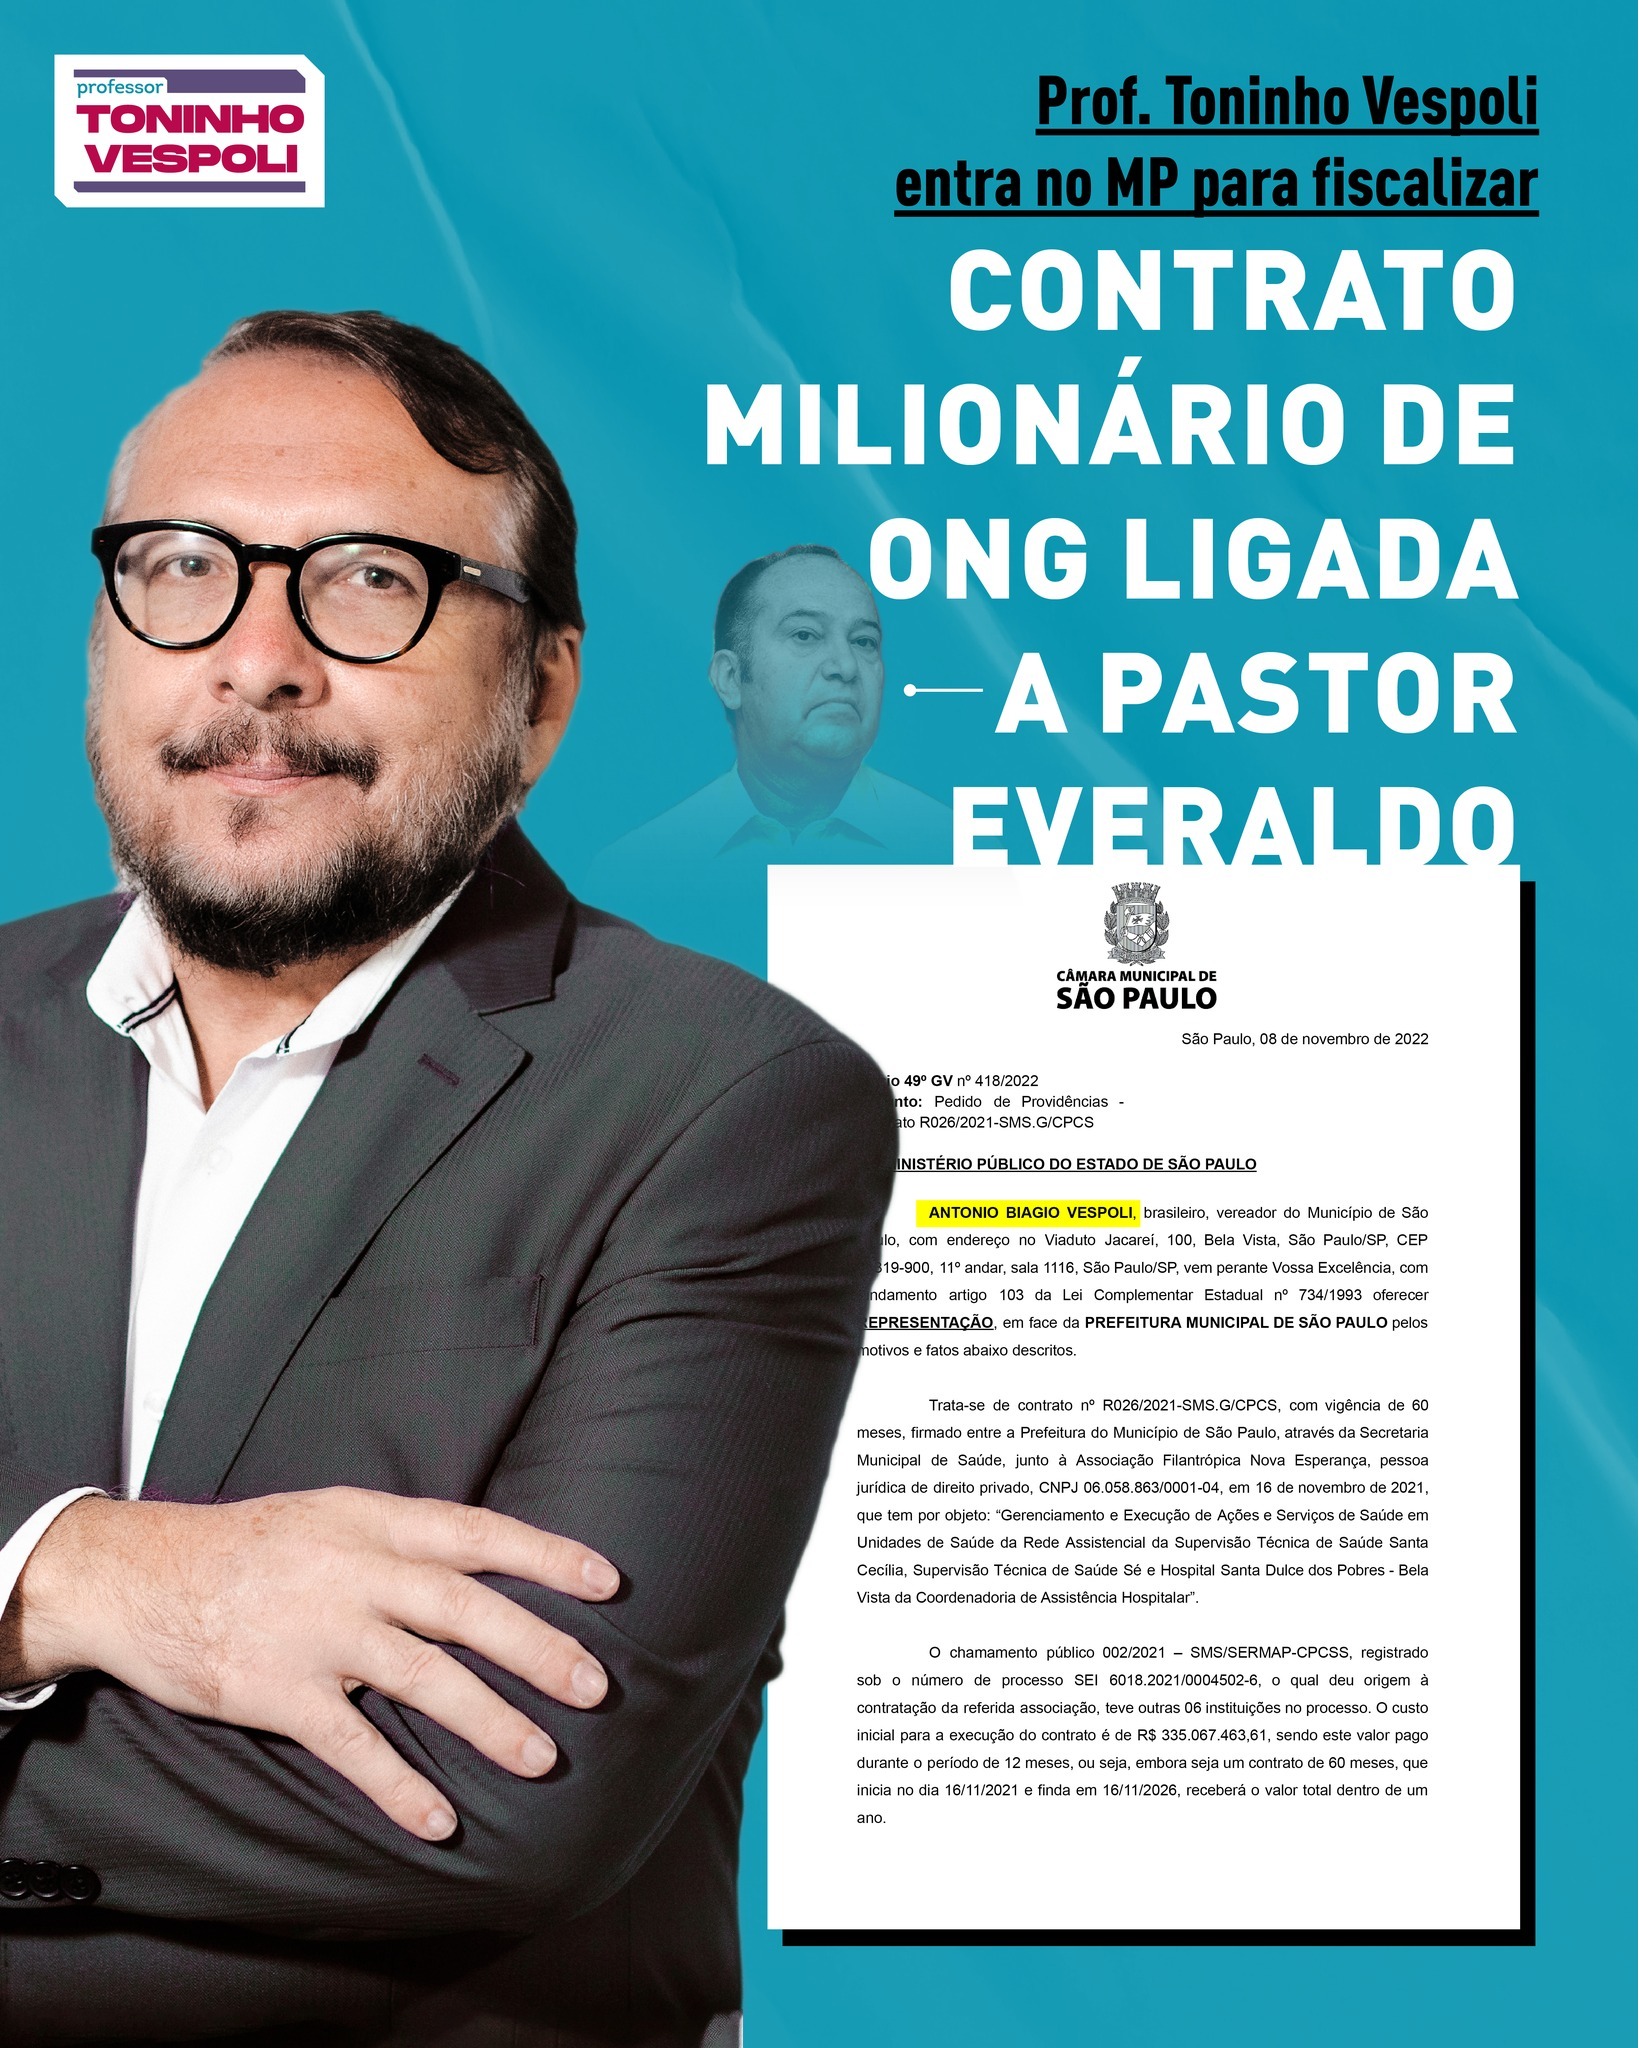 professor
TONINHO
VESPOLI
Prof. Toninho Vespoli
entra no MP para fiscalizar
CONTRATO
MILIONÁRIO DE
ONG LIGADA
A PASTOR
EVERALDO
CÂMARA MUNICIPAL DE
SÃO PAULO
São Paulo, 08 de novembro de 2022
49º GV nº 418/2022
Pedido de Providências -
R026/2021-SMS.G/CPCS
INISTÉRIO PÚBLICO DO ESTADO DE SÃO PAULO
ANTONIO BIAGIO VESPOLI, brasileiro, vereador do Município de São
com endereço no Viaduto Jacareí, 100, Bela Vista, São Paulo/SP, CEP
319-900, 11º andar, sala 1116, São Paulo/SP, vem perante Vossa Excelência, com
ndamento artigo 103 da Lei Complementar Estadual nº 734/1993 oferecer
EPRESENTAÇÃO, em face da PREFEITURA MUNICIPAL DE SÃO PAULO pelos
motivos e fatos abaixo descritos.
Trata-se de contrato nº R026/2021-SMS.G/CPCS, com vigência de 60
meses, firmado entre a Prefeitura do Município de São Paulo, através da Secretaria
Municipal de Saúde, junto à Associação Filantrópica Nova Esperança, pessoa
jurídica de direito privado, CNPJ 06.058.863/0001-04, em 16 de novembro de 2021,
que tem por objeto: “Gerenciamento e Execução de Ações e Serviços de Saúde em
Unidades de Saúde da Rede Assistencial da Supervisão Técnica de Saúde Santa
Cecília, Supervisão Técnica de Saúde Sé e Hospital Santa Dulce dos Pobres - Bela
Vista da Coordenadoria de Assistência Hospitalar”.
O chamamento público 002/2021 – SMS/SERMAP-CPCSS, registrado
sob o número de processo SEI 6018.2021/0004502-6, o qual deu origem à
contratação da referida associação, teve outras 06 instituições no processo. O custo
inicial para a execução do contrato é de R$ 335.067.463,61, sendo este valor pago
durante o período de 12 meses, ou seja, embora seja um contrato de 60 meses, que
inicia no dia 16/11/2021 e finda em 16/11/2026, receberá o valor total dentro de um
ano.